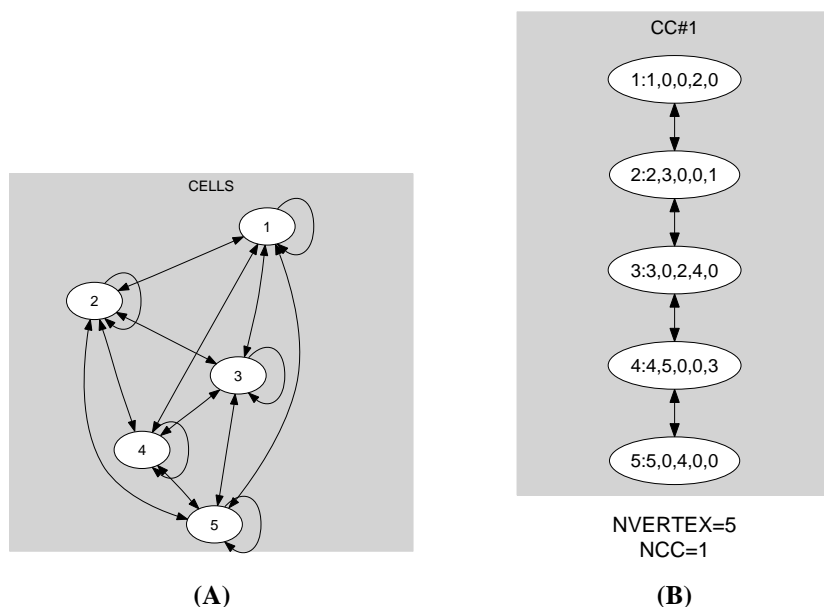 CELLS
1
2
3
4
5
(A)
CC#1
1:1,0,0,2,0
2:2,3,0,0,1
3:3,0,2,4,0
4:4,5,0,0,3
5:5,0,4,0,0
NVERTEX=5
NCC=1
(B)